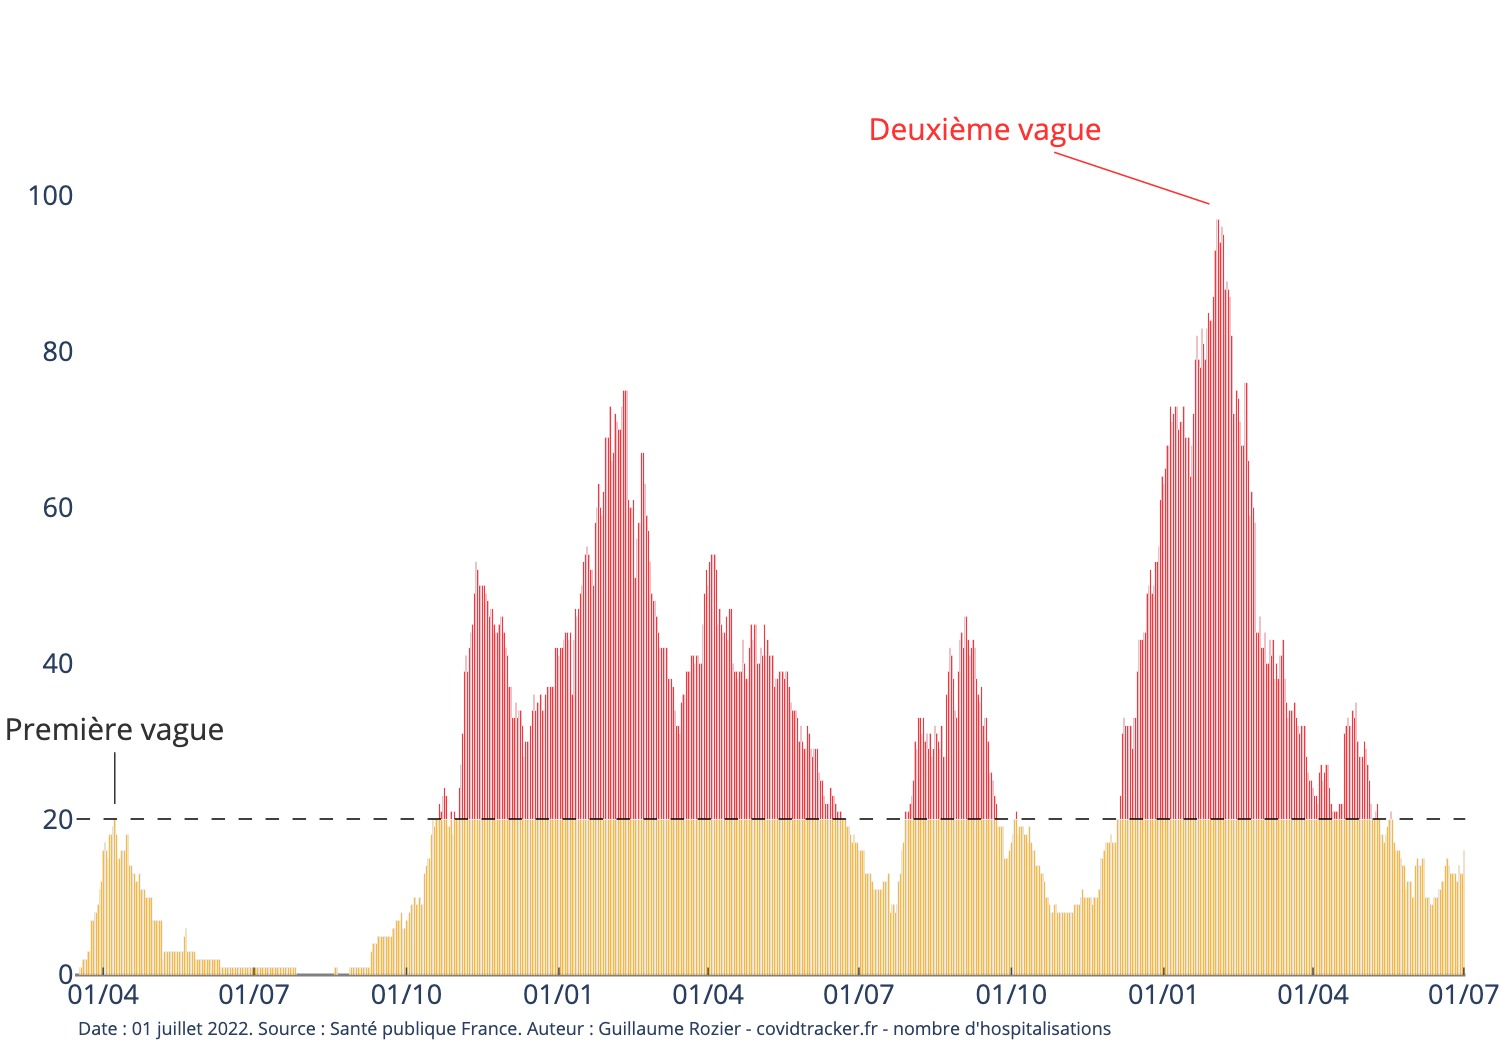 Deuxième vague
100
80
60
40
Première vague
20
0
01/04 01/07 01/10 01/01 01/04 01/07 01/10 01/01 01/04 01/07
Date : 01 juillet 2022. Source : Santé publique France. Auteur : Guillaume Rozier - covidtracker.fr - nombre d'hospitalisations